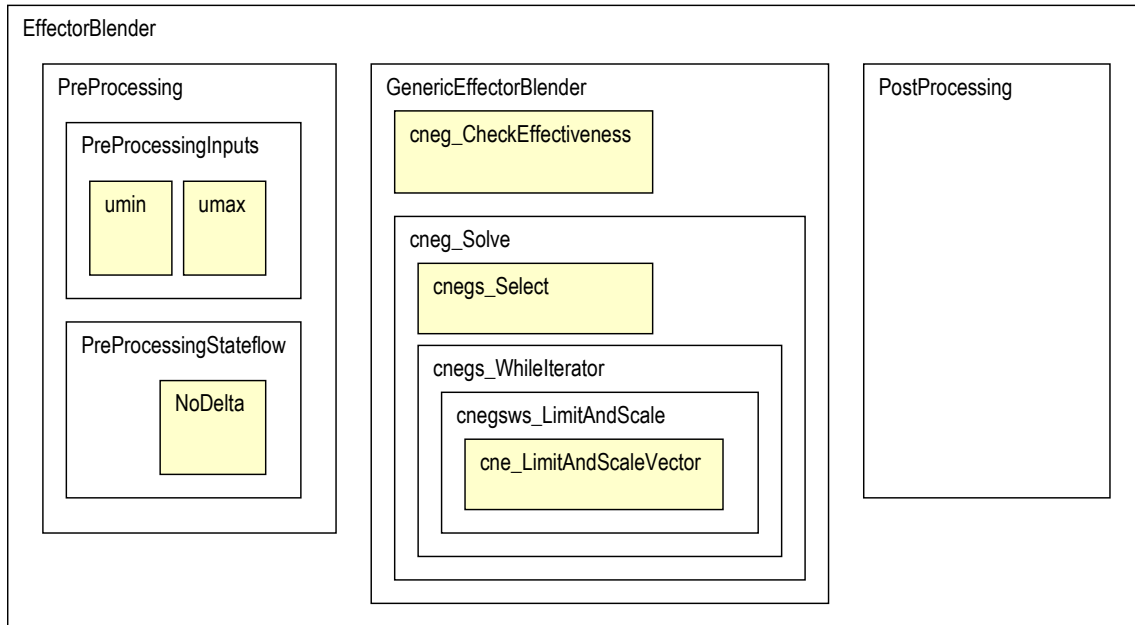 EffectorBlender
PreProcessing
PreProcessingInputs
umin
umax
PreProcessingStateflow
NoDelta
GenericEffectorBlender
cneg_CheckEffectiveness
cneg_Solve
cnegs_Select
cnegs_WhileIterator
cnegsws_LimitAndScale
cne_LimitAndScaleVector
PostProcessing